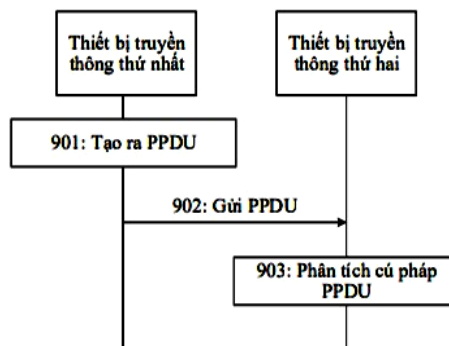 Thiết bị truyền
thông thứ nhất
Thiết bị truyền
thông thứ hai
901: Tạo ra PPDU
902: Gửi PPDU
903: Phân tích cú pháp
PPDU